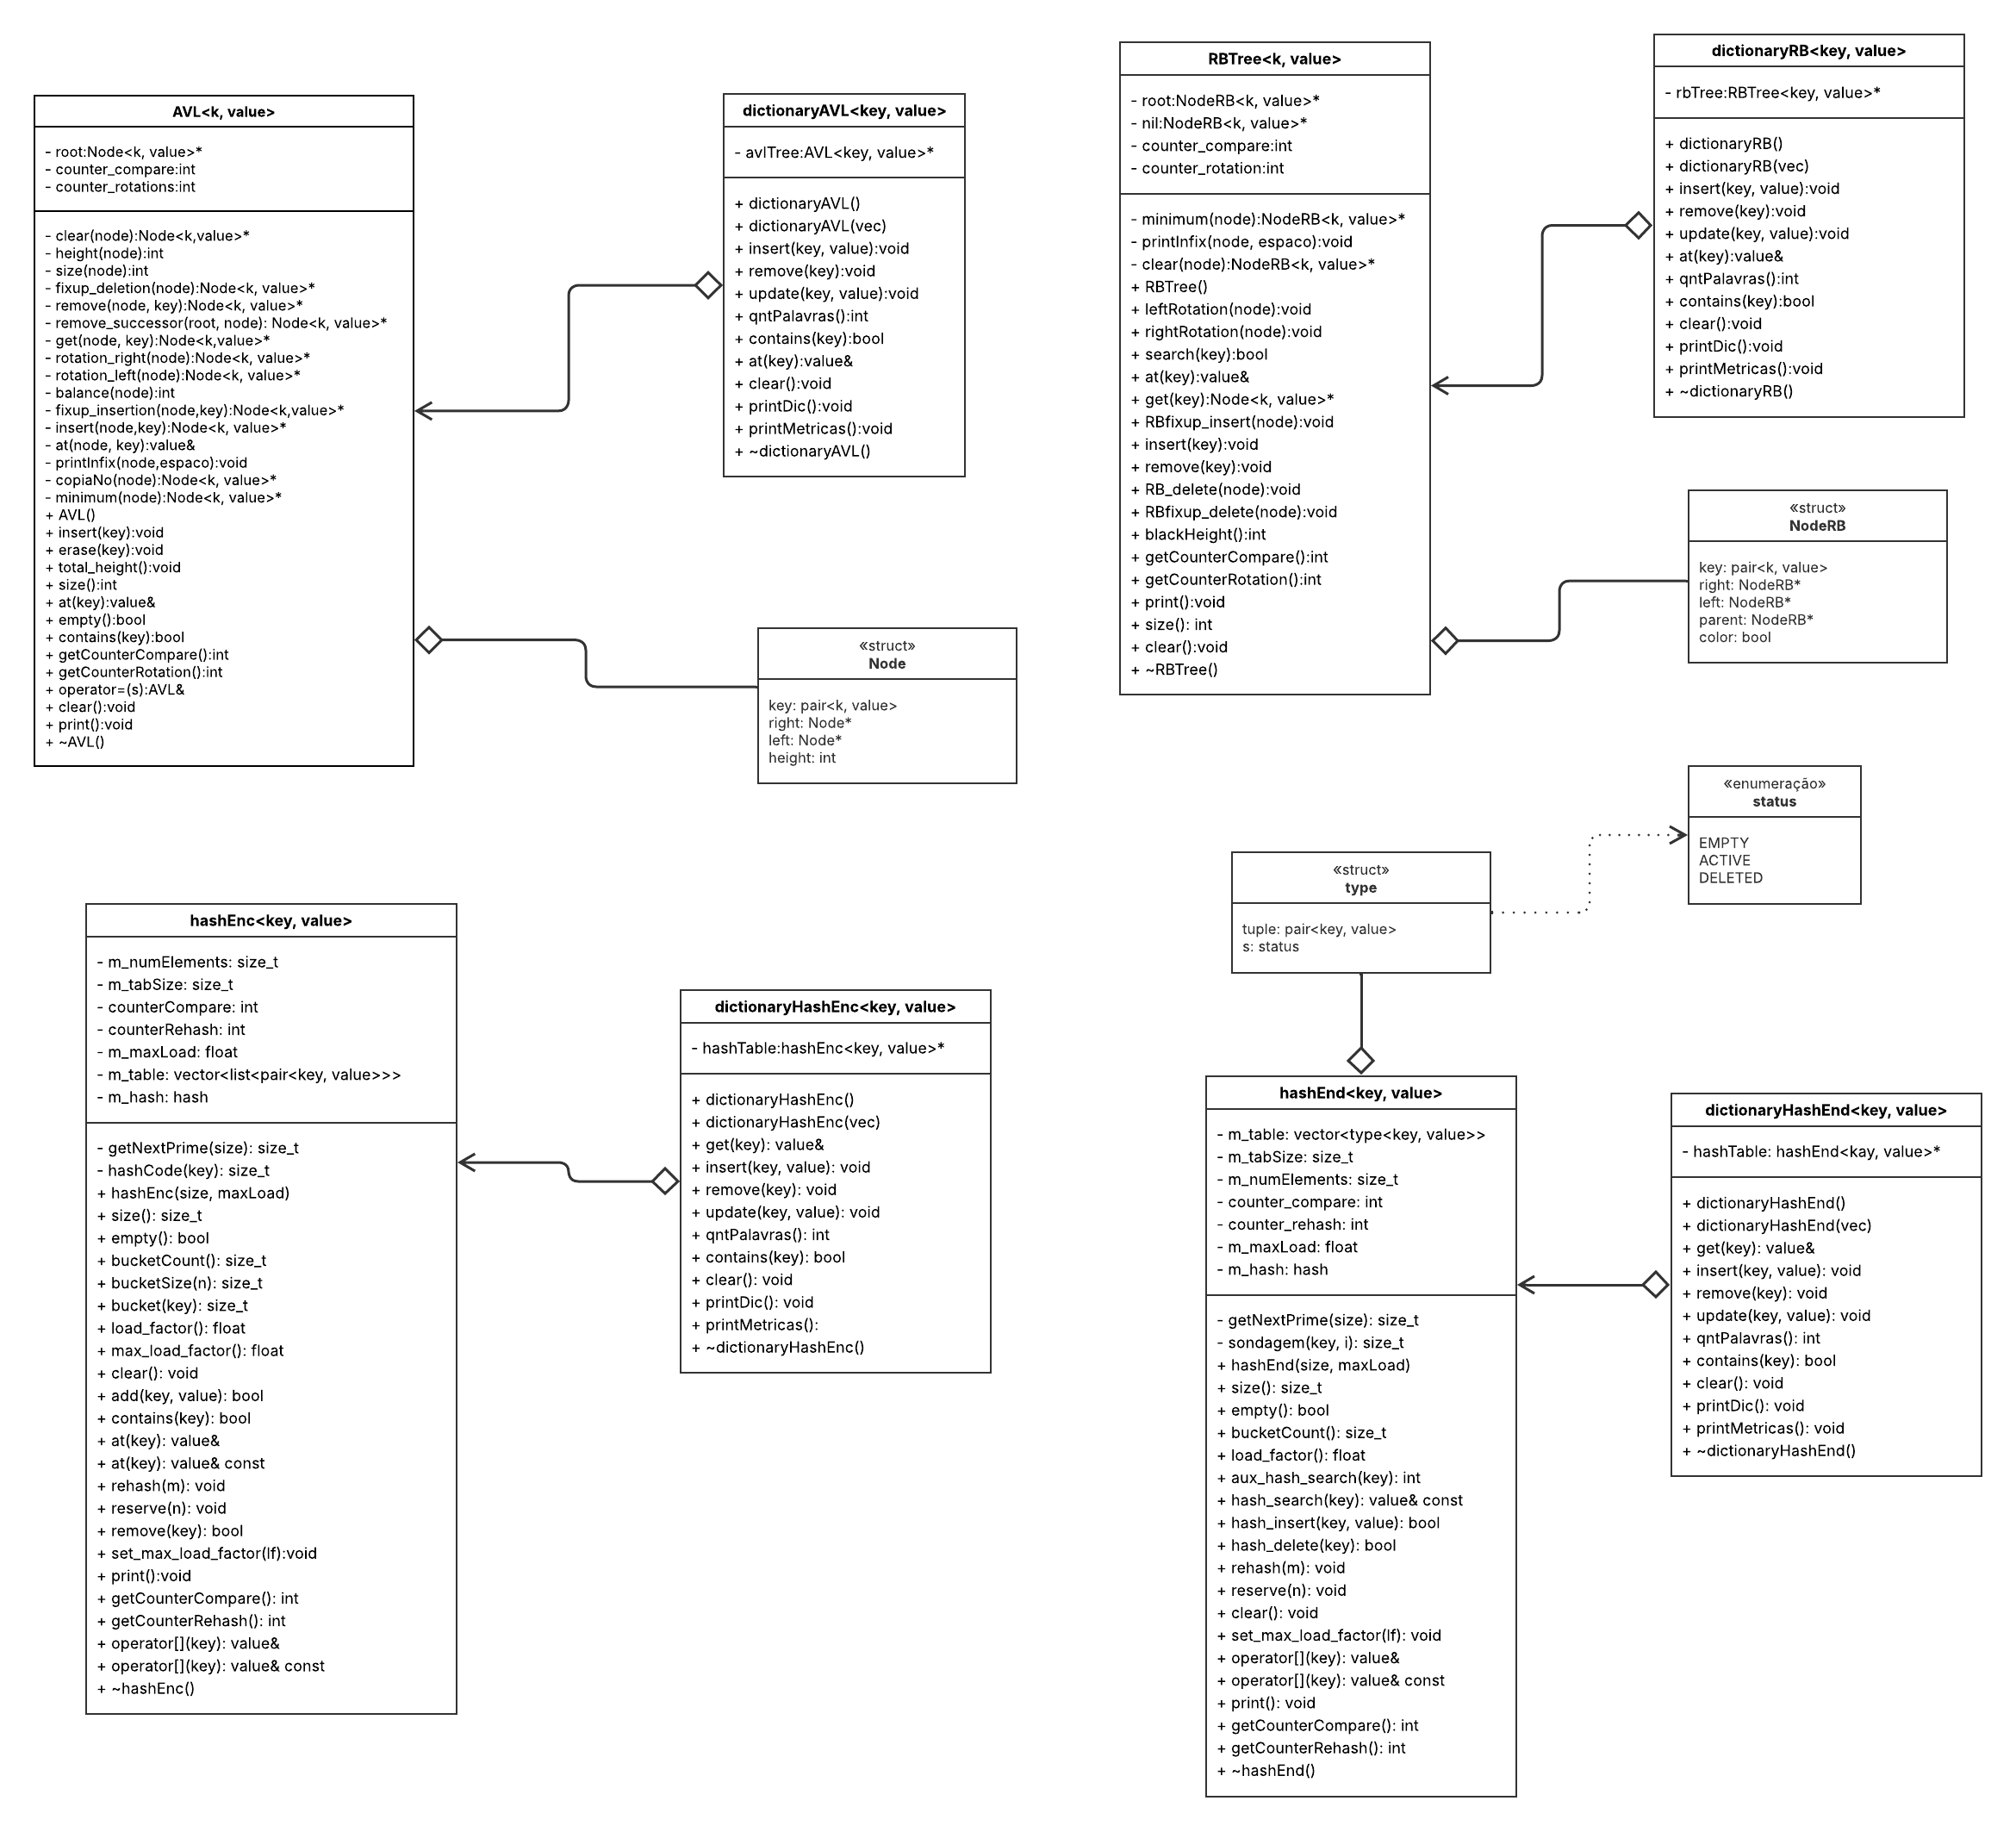 AVL<k, value>
- root:Node<k, value>*
- counter_compare:int
- counter_rotations:int
- clear(node):Node<k,value>*
- height(node):int
- size(node):int
- fixup_deletion(node):Node<k, value>*
- remove(node, key):Node<k, value>*
- remove_successor(root, node): Node<k, value>*
- get(node, key):Node<k,value>*
- rotation_right(node):Node<k, value>*
- rotation_left(node):Node<k, value>*
- balance(node):int
- fixup_insertion(node,key):Node<k,value>*
- insert(node,key):Node<k, value>*
- at(node, key):value&
- printInfix(node,espaco):void
- copiaNo(node):Node<k, value>*
- minimum(node):Node<k, value>*
+ AVL()
+ insert(key):void
+ erase(key):void
+ total_height():void
+ size():int
+ at(key):value&
+ empty():bool
+ contains(key):bool
+ getCounterCompare():int
+ getCounterRotation():int
+ operator=(s):AVL&
+ clear():void
+ print():void
+ ~AVL()
dictionaryAVL<key, value>
- avlTree:AVL<key, value>*
+ dictionaryAVL()
+ dictionaryAVL(vec)
+ insert(key, value):void
+ remove(key):void
+ update(key, value):void
+ qntPalavras():int
+ contains(key):bool
+ at(key):value&
+ clear():void
+ printDic():void
+ printMetricas():void
+ ~dictionaryAVL()
«struct»
Node
key: pair<k, value>
right: Node*
left: Node*
height: int
RBTree<k, value>
- root:NodeRB<k, value>*
- nil:NodeRB<k, value>*
- counter_compare:int
- counter_rotation:int
- minimum(node):NodeRB<k, value>*
- printInfix(node, espaco):void
- clear(node):NodeRB<k, value>*
+ RBTree()
+ leftRotation(node):void
+ rightRotation(node):void
+ search(key):bool
+ at(key):value&
+ get(key):Node<k, value>*
+ RBfixup_insert(node):void
+ insert(key):void
+ remove(key):void
+ RB_delete(node):void
+ RBfixup_delete(node):void
+ blackHeight():int
+ getCounterCompare():int
+ getCounterRotation():int
+ print():void
+ size(): int
+ clear():void
+ ~RBTree()
dictionaryRB<key, value>
- rbTree:RBTree<key, value>*
+ dictionaryRB()
+ dictionaryRB(vec)
+ insert(key, value):void
+ remove(key):void
+ update(key, value):void
+ at(key):value&
+ qntPalavras():int
+ contains(key):bool
+ clear():void
+ printDic():void
+ printMetricas():void
+ ~dictionaryRB()
«struct»
NodeRB
key: pair<k, value>
right: NodeRB*
left: NodeRB*
parent: NodeRB*
color: bool
«enumeração»
status
EMPTY
ACTIVE
DELETED
«struct»
type
tuple: pair<key, value>
s: status
hashEnc<key, value>
- m_numElements: size_t
- m_tabSize: size_t
- counterCompare: int
- counterRehash: int
- m_maxLoad: float
- m_table: vector<list<pair<key, value>>>
- m_hash: hash
- getNextPrime(size): size_t
- hashCode(key): size_t
+ hashEnc(size, maxLoad)
+ size(): size_t
+ empty(): bool
+ bucketCount(): size_t
+ bucketSize(n): size_t
+ bucket(key): size_t
+ load_factor(): float
+ max_load_factor(): float
+ clear(): void
+ add(key, value): bool
+ contains(key): bool
+ at(key): value&
+ at(key): value& const
+ rehash(m): void
+ reserve(n): void
+ remove(key): bool
+ set_max_load_factor(lf):void
+ print():void
+ getCounterCompare(): int
+ getCounterRehash(): int
+ operator[](key): value&
+ operator[](key): value& const
+ ~hashEnc()
dictionaryHashEnc<key, value>
- hashTable:hashEnc<key, value>*
+ dictionaryHashEnc()
+ dictionaryHashEnc(vec)
+ get(key): value&
+ insert(key, value): void
+ remove(key): void
+ update(key, value): void
+ qntPalavras(): int
+ contains(key): bool
+ clear(): void
+ printDic(): void
+ printMetricas():
+ ~dictionaryHashEnc()
hashEnd<key, value>
- m_table: vector<type<key, value>>
- m_tabSize: size_t
- m_numElements: size_t
- counter_compare: int
- counter_rehash: int
- m_maxLoad: float
- m_hash: hash
- getNextPrime(size): size_t
- sondagem(key, i): size_t
+ hashEnd(size, maxLoad)
+ size(): size_t
+ empty(): bool
+ bucketCount(): size_t
+ load_factor(): float
+ aux_hash_search(key): int
+ hash_search(key): value& const
+ hash_insert(key, value): bool
+ hash_delete(key): bool
+ rehash(m): void
+ reserve(n): void
+ clear(): void
+ set_max_load_factor(lf): void
+ operator[](key): value&
+ operator[](key): value& const
+ print(): void
+ getCounterCompare(): int
+ getCounterRehash(): int
+ ~hashEnd()
dictionaryHashEnd<key, value>
- hashTable: hashEnd<kay, value>*
+ dictionaryHashEnd()
+ dictionaryHashEnd(vec)
+ get(key): value&
+ insert(key, value): void
+ remove(key): void
+ update(key, value): void
+ qntPalavras(): int
+ contains(key): bool
+ clear(): void
+ printDic(): void
+ printMetricas(): void
+ ~dictionaryHashEnd()